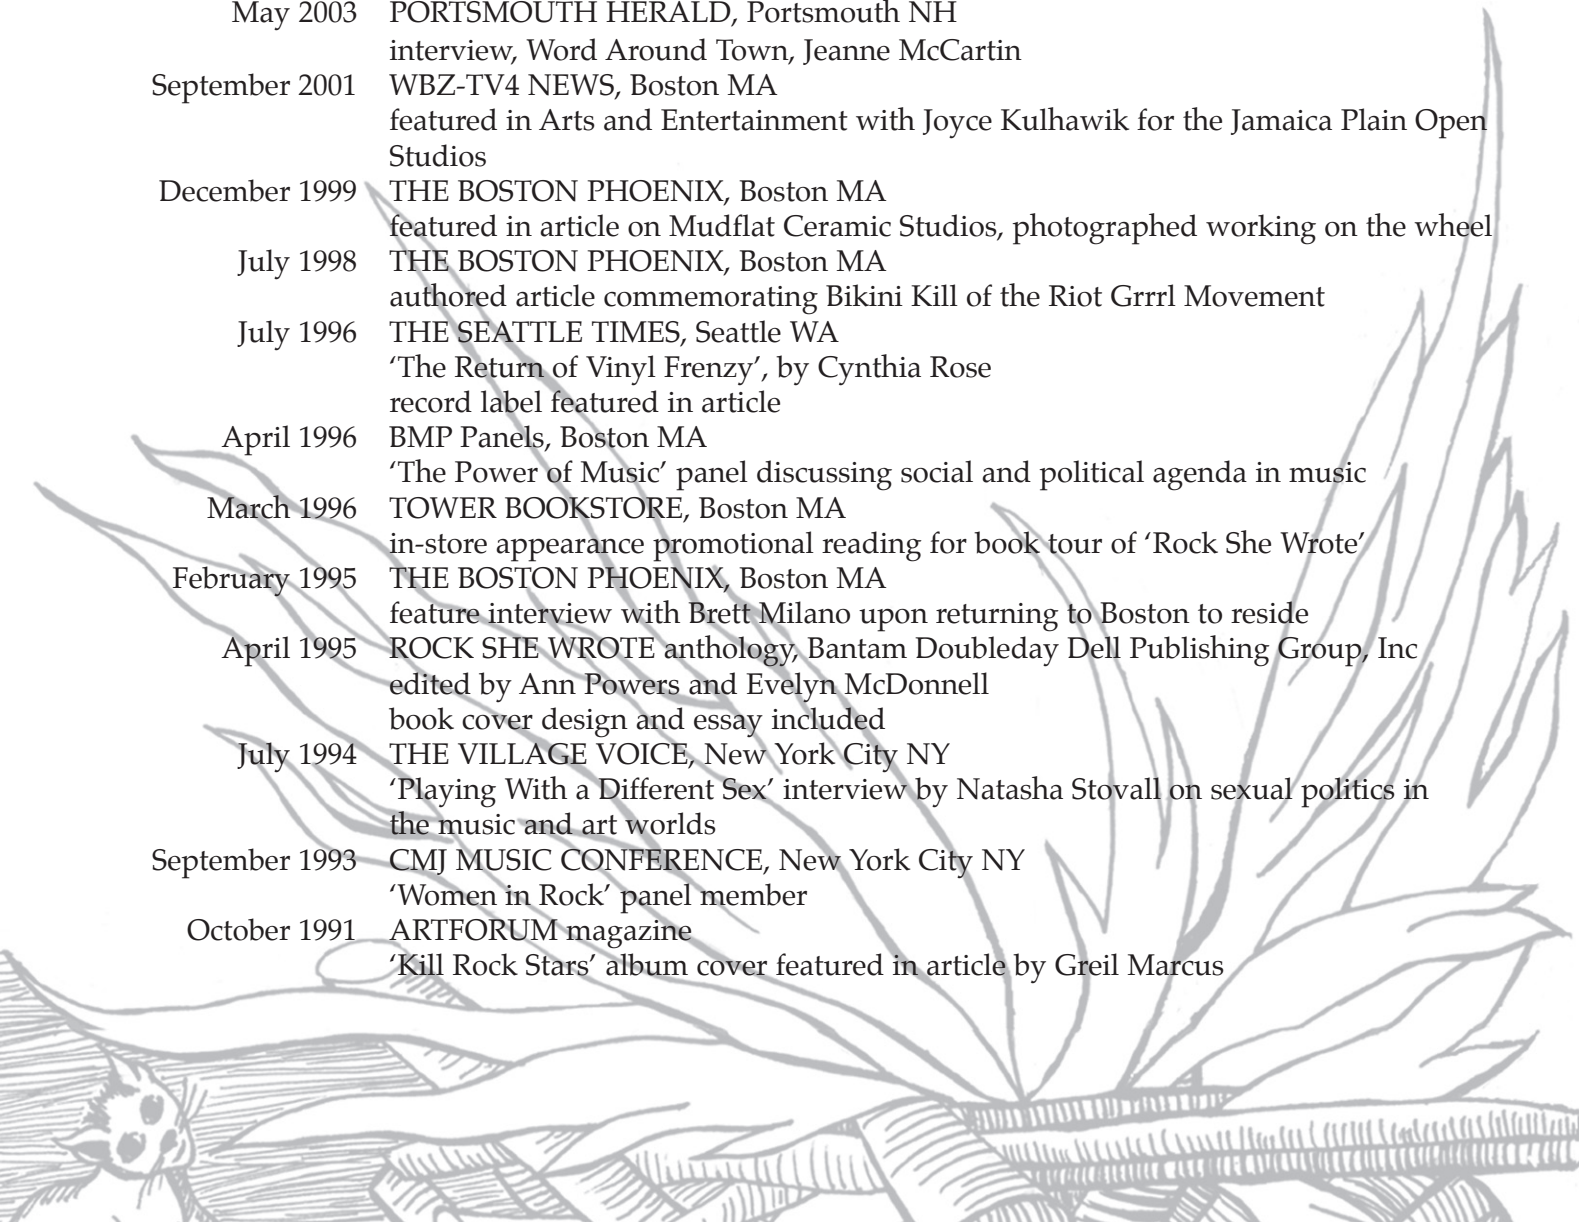 May 2003 PORTSMOUTH HERALD, Portsmouth NH
interview, Word Around Town, Jeanne McCartin
September 2001 WBZ-TV4 NEWS, Boston MA
featured in Arts and Entertainment with Joyce Kulhawik for the Jamaica Plain Open
Studios
December 1999 THE BOSTON PHOENIX, Boston MA
featured in article on Mudflat Ceramic Studios, photographed working on the wheel
July 1998 THE BOSTON PHOENIX, Boston MA
authored article commemorating Bikini Kill of the Riot Grrrl Movement
July 1996 THE SEATTLE TIMES, Seattle WA
‘The Return of Vinyl Frenzy’, by Cynthia Rose
record label featured in article
April 1996 BMP Panels, Boston MA
‘The Power of Music’ panel discussing social and political agenda in music
March 1996 TOWER BOOKSTORE, Boston MA
in-store appearance promotional reading for book tour of ‘Rock She Wrote’
February 1995 THE BOSTON PHOENIX, Boston MA
feature interview with Brett Milano upon returning to Boston to reside
April 1995 ROCK SHE WROTE anthology, Bantam Doubleday Dell Publishing Group, Inc
edited by Ann Powers and Evelyn McDonnell
book cover design and essay included
July 1994 THE VILLAGE VOICE, New York City NY
‘Playing With a Different Sex’ interview by Natasha Stovall on sexual politics in
the music and art worlds
September 1993 CMJ MUSIC CONFERENCE, New York City NY
‘Women in Rock’ panel member
October 1991 ARTFORUM magazine
‘Kill Rock Stars’ album cover featured in article by Greil Marcus